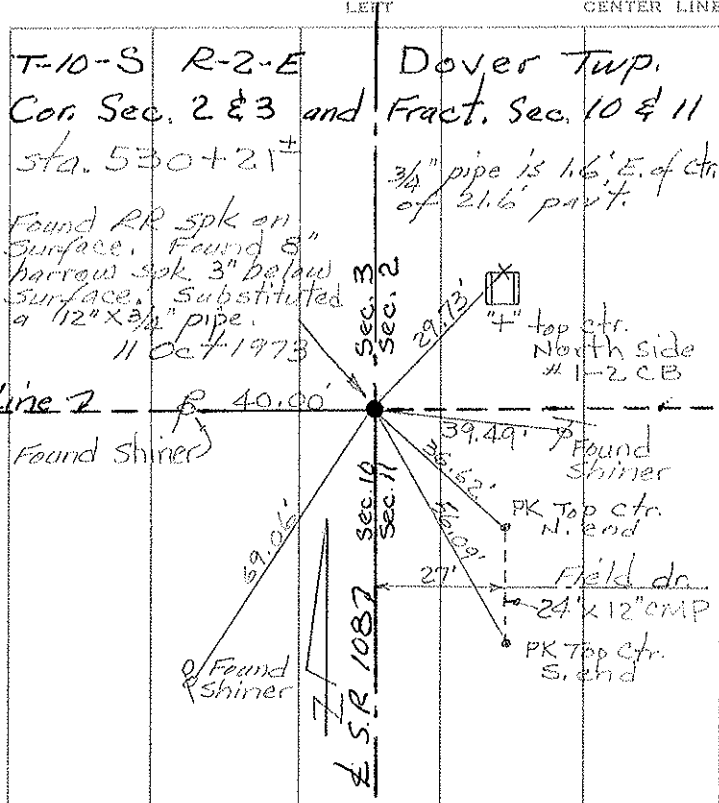 LEFT CENTER LINE
T-10-S R-2-E Dover Twp.
Cor. Sec. 2 & 3 and Fract. Sec. 10 & 11
sta. 530+21±
3/4" pipe is 1.6' E. of ctr.
of 21.6' pav't.
Found RR spk on
Surface. Found 8"
harrow spk 3" below
surface. Substituted
a 12" x 3/4" pipe.
11 Oct 1973
Sec. 3
Sec. 2
29.73'
"+" top ctr.
North side
# 1-2 CB
40.00'
Found Shiner
39.49'
Found
Shiner
Sec. 10
Sec. 11
PK Top ctr.
N. end
56.09'
69.06'
27'
Field dr.
24' x 12" CMP
PK Top Ctr.
S. end
Found
Shiner
℄ S.R. 1087